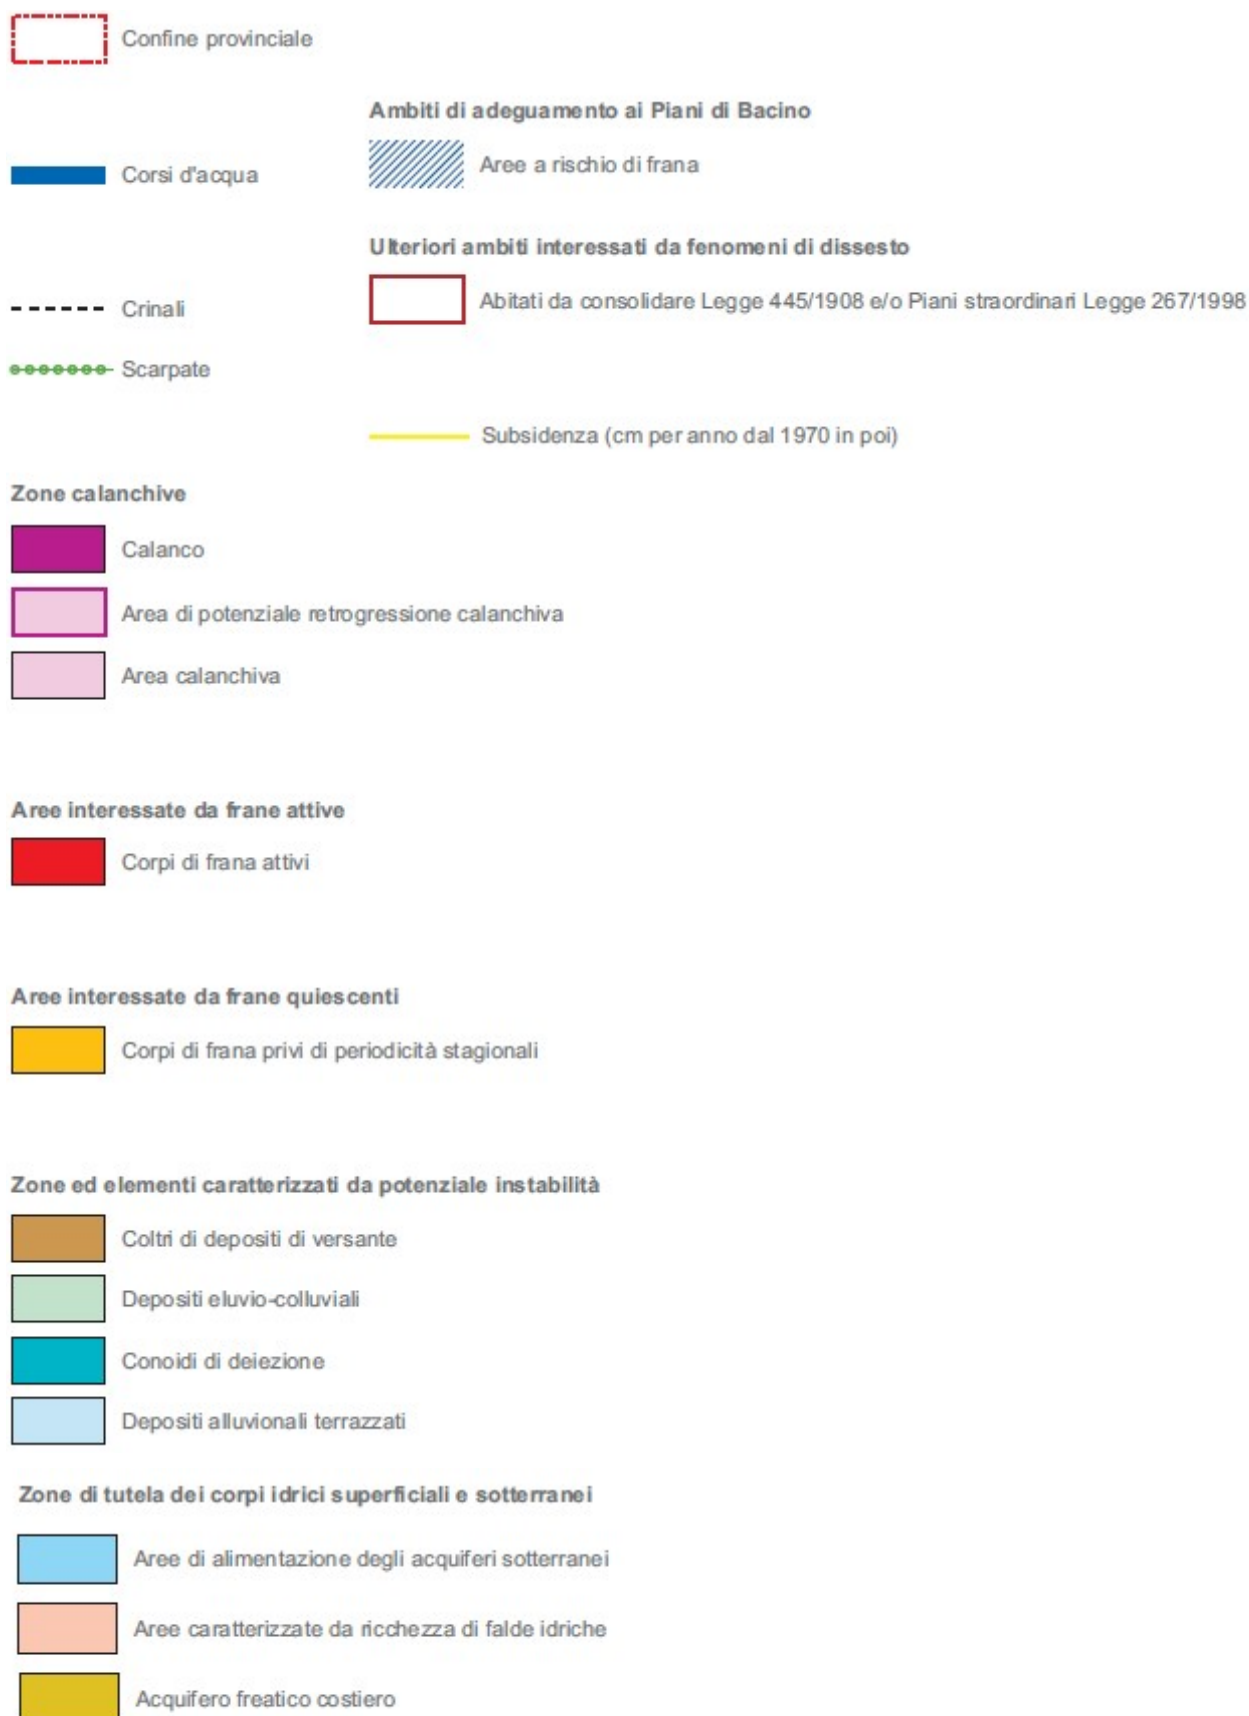 Confine provinciale
Ambiti di adeguamento ai Piani di Bacino
Corsi d'acqua
Aree a rischio di frana
Ulteriori ambiti interessati da fenomeni di dissesto
Crinali
Abitati da consolidare Legge 445/1908 e/o Piani straordinari Legge 267/1998
Scarpate
Subsidenza (cm per anno dal 1970 in poi)
Zone calanchive
Calanco
Area di potenziale retrogressione calanchiva
Area calanchiva
Aree interessate da frane attive
Corpi di frana attivi
Aree interessate da frane quiescenti
Corpi di frana privi di periodicità stagionali
Zone ed elementi caratterizzati da potenziale instabilità
Coltri di depositi di versante
Depositi eluvio-colluviali
Conoidi di deiezione
Depositi alluvionali terrazzati
Zone di tutela dei corpi idrici superficiali e sotterranei
Aree di alimentazione degli acquiferi sotterranei
Aree caratterizzate da ricchezza di falde idriche
Acquifero freatico costiero